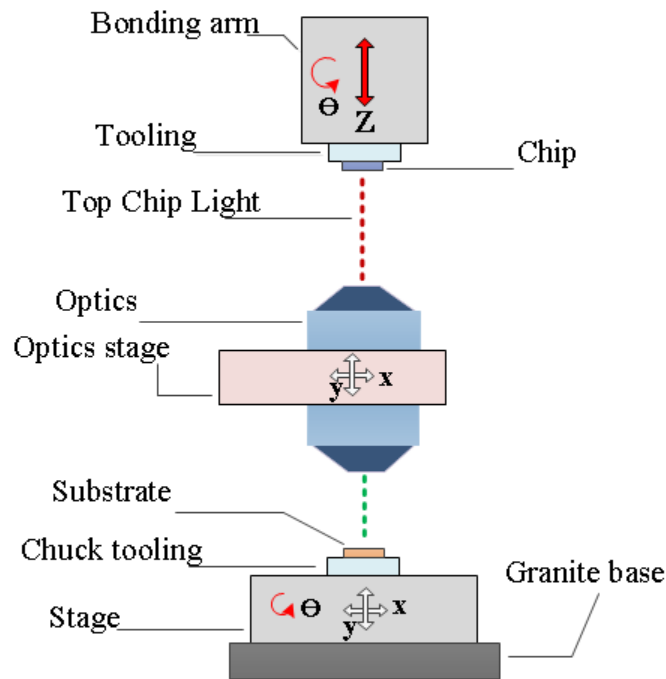 Bonding arm
Ɵ
Z
Tooling
Chip
Top Chip Light
Optics
Optics stage
y x
Substrate
Chuck tooling
Granite base
Stage
Ɵ
y x